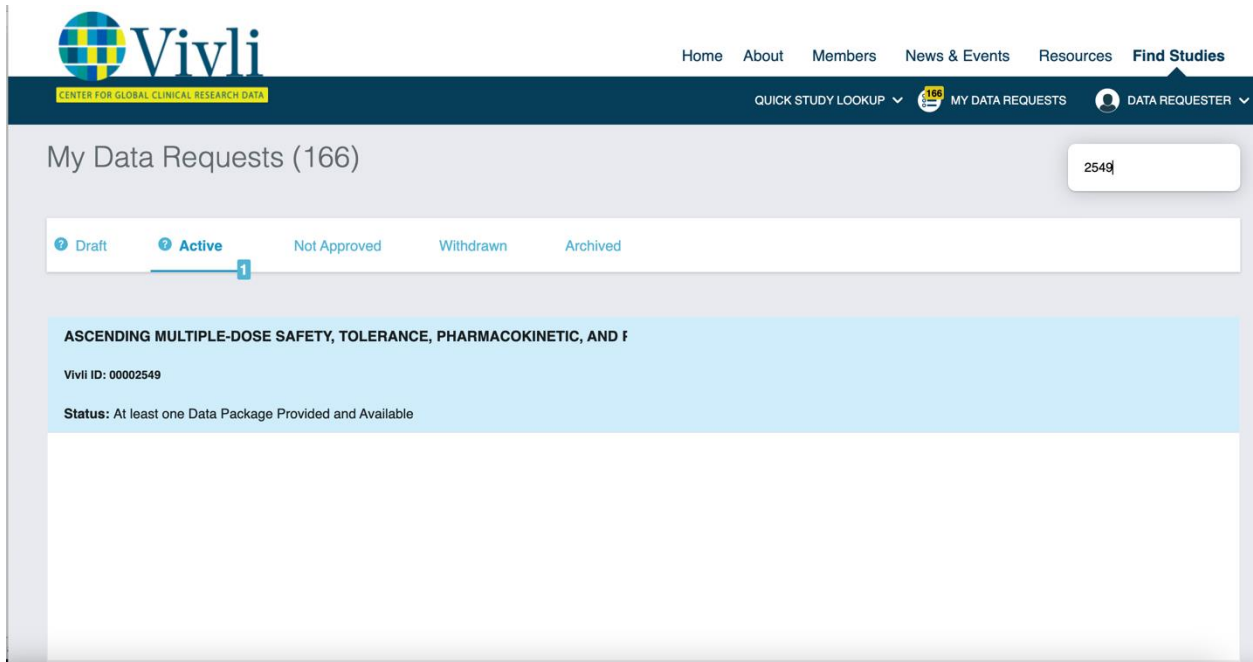 Vivli
CENTER FOR GLOBAL CLINICAL RESEARCH DATA
Home About Members News & Events Resources Find Studies
QUICK STUDY LOOKUP 166 MY DATA REQUESTS DATA REQUESTER
My Data Requests (166)
2549
? Draft ? Active Not Approved Withdrawn Archived
1
ASCENDING MULTIPLE-DOSE SAFETY, TOLERANCE, PHARMACOKINETIC, AND
Vivli ID: 00002549
Status: At least one Data Package Provided and Available